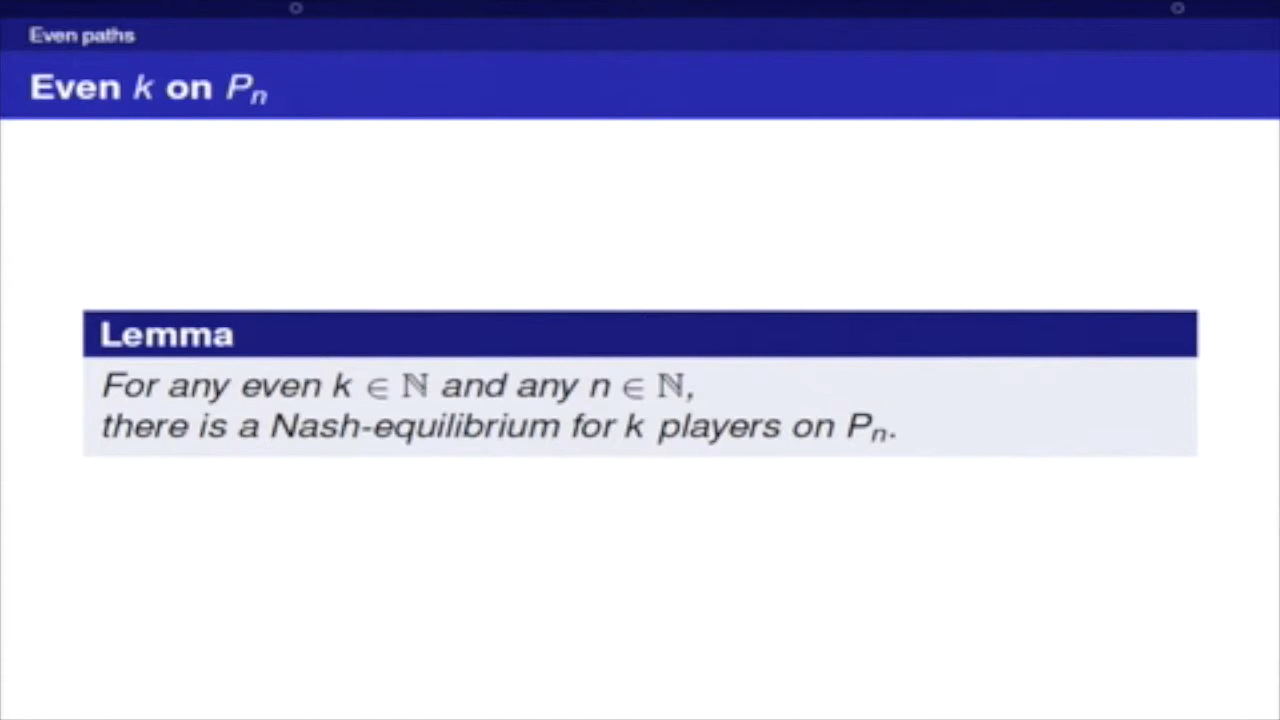 Even paths
Even k on Pn
Lemma
For any even k ∈ ℕ and any n ∈ ℕ,
there is a Nash-equilibrium for k players on Pn.